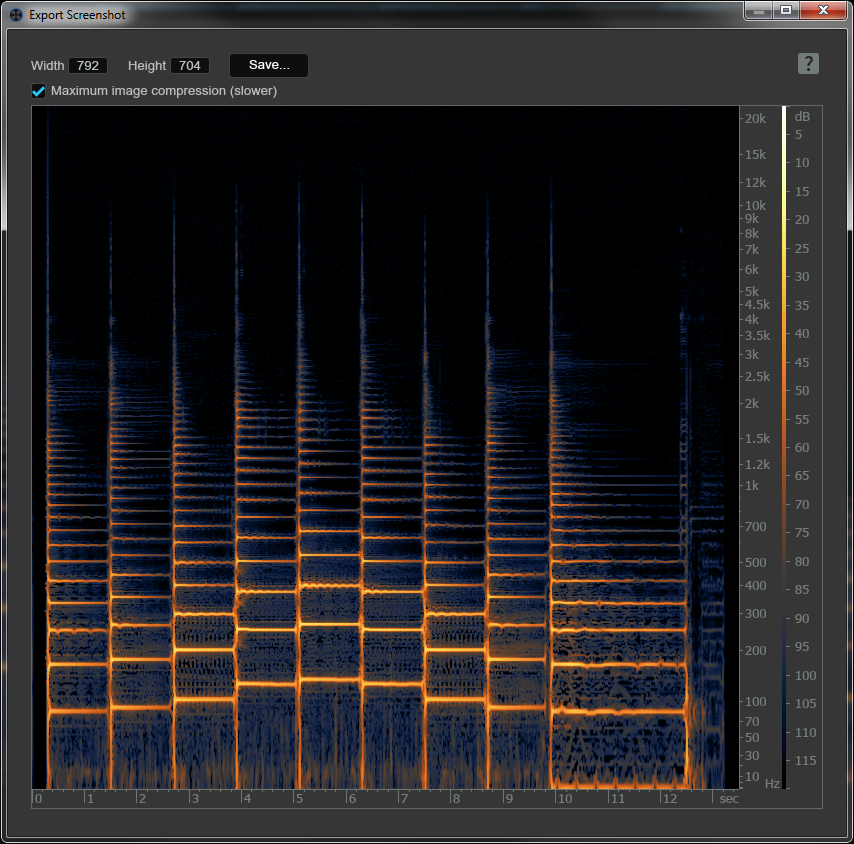 Export Screenshot
Width 792 Height 704 Save... ?
Maximum image compression (slower)
20k
15k
12k
10k
9k
8k
7k
6k
5k
4.5k
4k
3.5k
3k
2.5k
2k
1.5k
1.2k
1k
700
500
400
300
200
100
70
50
30
10
Hz
dB
5
10
15
20
25
30
35
40
45
50
55
60
65
70
75
80
85
90
95
100
105
110
115
0 1 2 3 4 5 6 7 8 9 10 11 12 sec